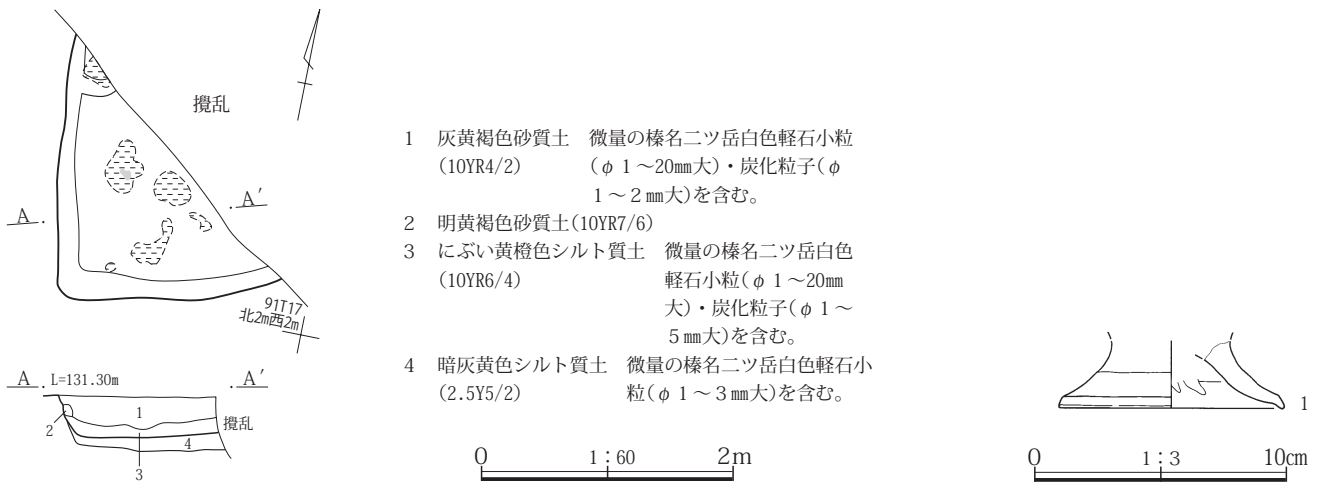 攪乱
A .
. A′
91T17
北2m西2m
A . L=131.30m . A′
1
攪乱
2
4
3
1 灰黄褐色砂質土 微量の榛名二ツ岳白色軽石小粒
(10YR4/2) (φ1～20㎜大)・炭化粒子(φ
1～2㎜大)を含む。
2 明黄褐色砂質土(10YR7/6)
3 にぶい黄橙色シルト質土 微量の榛名二ツ岳白色
(10YR6/4) 軽石小粒(φ1～20㎜
大)・炭化粒子(φ1～
5㎜大)を含む。
4 暗灰黄色シルト質土 微量の榛名二ツ岳白色軽石小
(2.5Y5/2) 粒(φ1～3㎜大)を含む。
0 1：60 2m
1
0 1：3 10cm